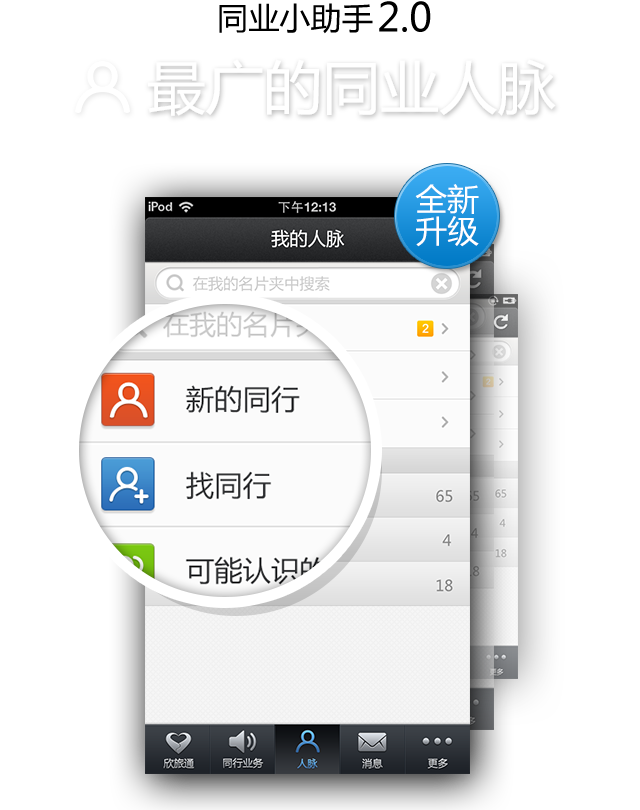 同业小助手 2.0
最广的同业人脉
全新
升级
iPod 下午12:13
我的人脉
在我的名片夹中搜索
在我的名片夹
2
新的同行
找同行
65
65
4
4
可能认识的
18
18
欣旅通
同行业务
人脉
消息
更多
更多